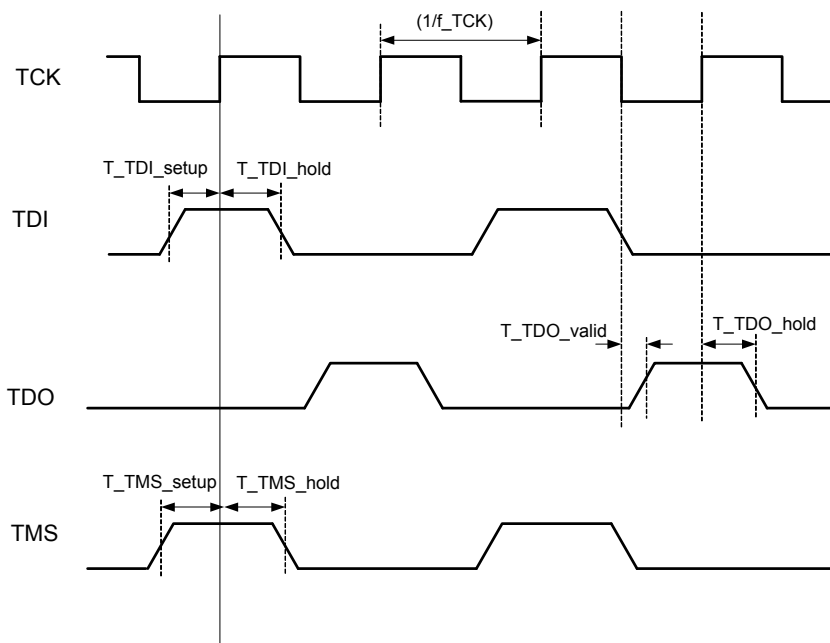 (1/f_TCK)
TCK
T_TDI_setup
T_TDI_hold
TDI
T_TDO_valid
T_TDO_hold
TDO
T_TMS_setup
T_TMS_hold
TMS